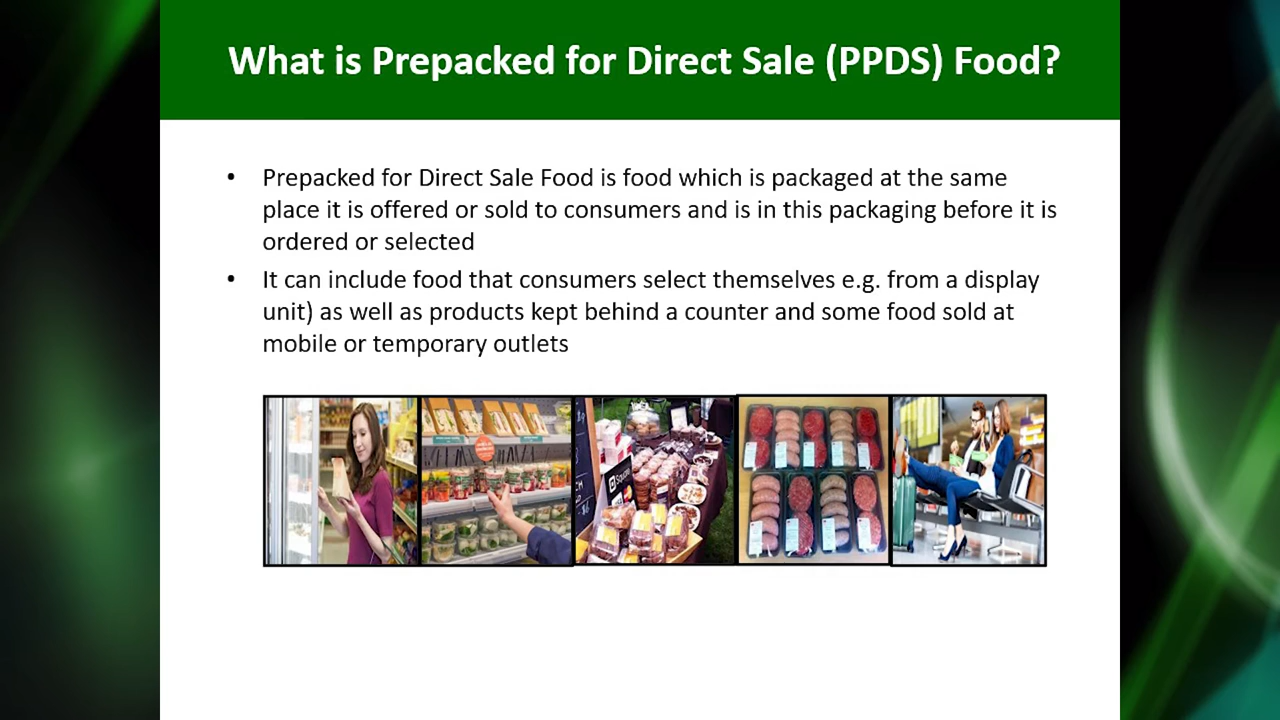 What is Prepacked for Direct Sale (PPDS) Food?
• Prepacked for Direct Sale Food is food which is packaged at the same
place it is offered or sold to consumers and is in this packaging before it is
ordered or selected
• It can include food that consumers select themselves e.g. from a display
unit) as well as products kept behind a counter and some food sold at
mobile or temporary outlets
Square